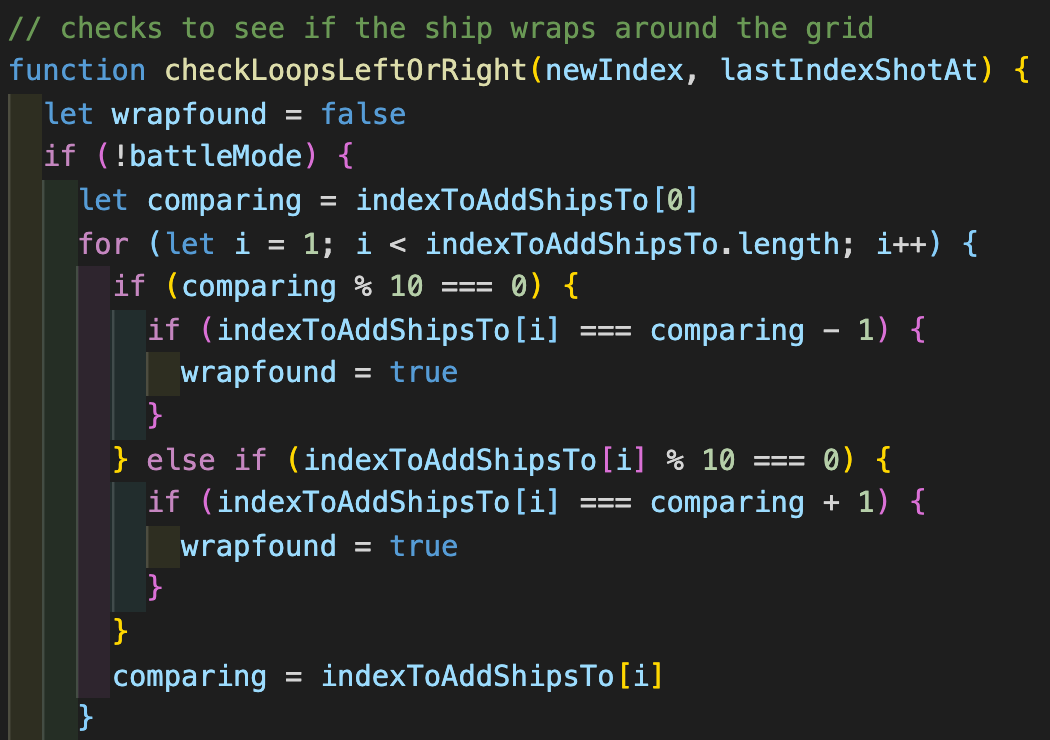 // checks to see if the ship wraps around the grid
function checkLoopsLeftOrRight(newIndex, lastIndexShotAt) {
let wrapfound = false
if (!battleMode) {
let comparing = indexToAddShipsTo[0]
for (let i = 1; i < indexToAddShipsTo.length; i++) {
if (comparing % 10 === 0) {
if (indexToAddShipsTo[i] === comparing - 1) {
wrapfound = true
}
} else if (indexToAddShipsTo[i] % 10 === 0) {
if (indexToAddShipsTo[i] === comparing + 1) {
wrapfound = true
}
}
comparing = indexToAddShipsTo[i]
}